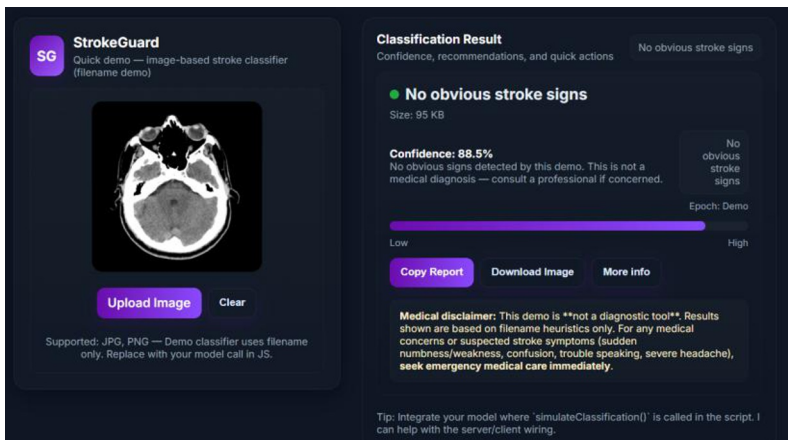 SG
StrokeGuard
Quick demo — image-based stroke classifier
(filename demo)
Upload Image
Clear
Supported: JPG, PNG — Demo classifier uses filename
only. Replace with your model call in JS.
Classification Result
Confidence, recommendations, and quick actions
No obvious stroke signs
No obvious stroke signs
Size: 95 KB
Confidence: 88.5%
No obvious signs detected by this demo. This is not a
medical diagnosis — consult a professional if concerned.
No
obvious
stroke
signs
Epoch: Demo
Low
High
Copy Report
Download Image
More info
Medical disclaimer: This demo is **not a diagnostic tool**. Results
shown are based on filename heuristics only. For any medical
concerns or suspected stroke symptoms (sudden
numbness/weakness, confusion, trouble speaking, severe headache),
seek emergency medical care immediately.
Tip: Integrate your model where `simulateClassification()` is called in the script. I
can help with the server/client wiring.